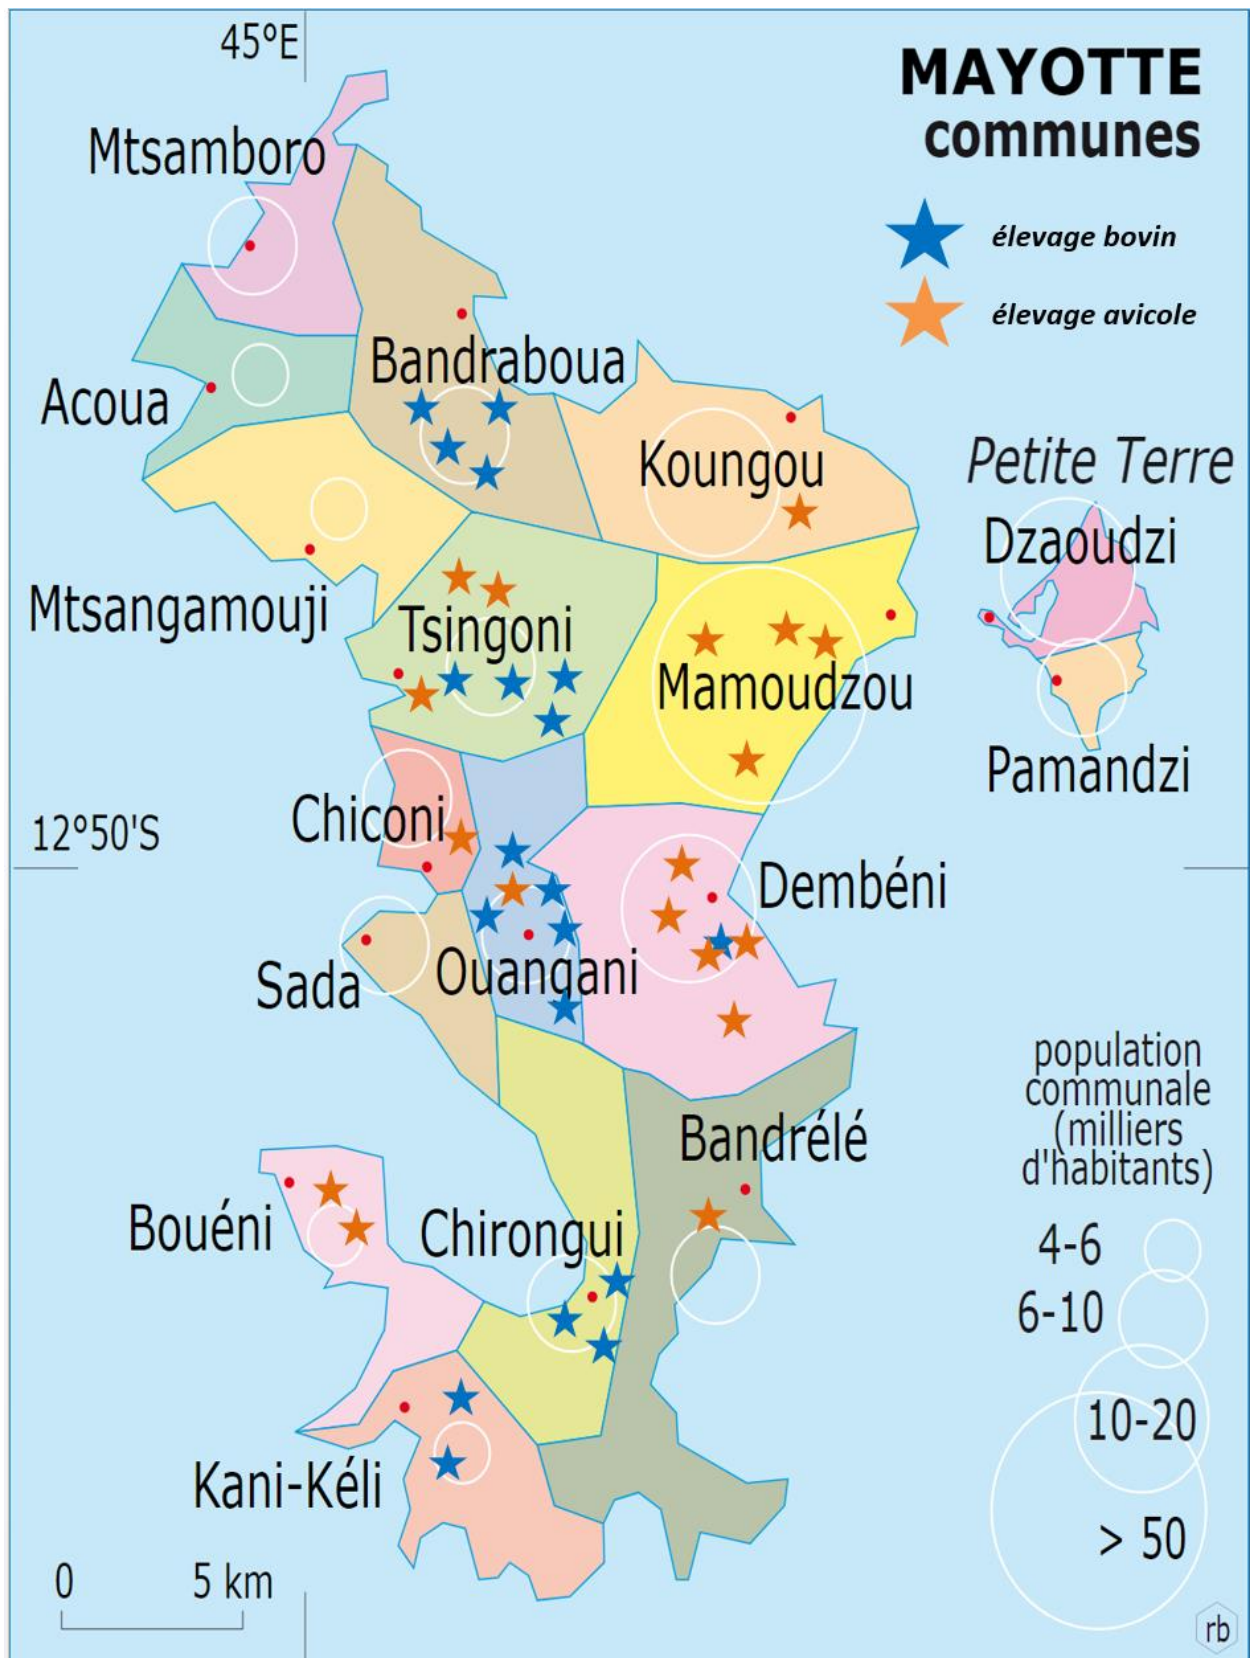 45°E
MAYOTTE
communes
Mtsamboro
élevage bovin
élevage avicole
Bandraboua
Acoua
Koungou
Petite Terre
Dzaoudzi
Mtsangamouji
Tsingoni
Mamoudzou
Pamandzi
Chiconi
12°50'S
Dembéni
Sada
Ouangani
population
communale
(milliers
d'habitants)
Bandrélé
Bouéni
Chirongui
4-6
6-10
10-20
Kani-Kéli
> 50
0 5 km
rb